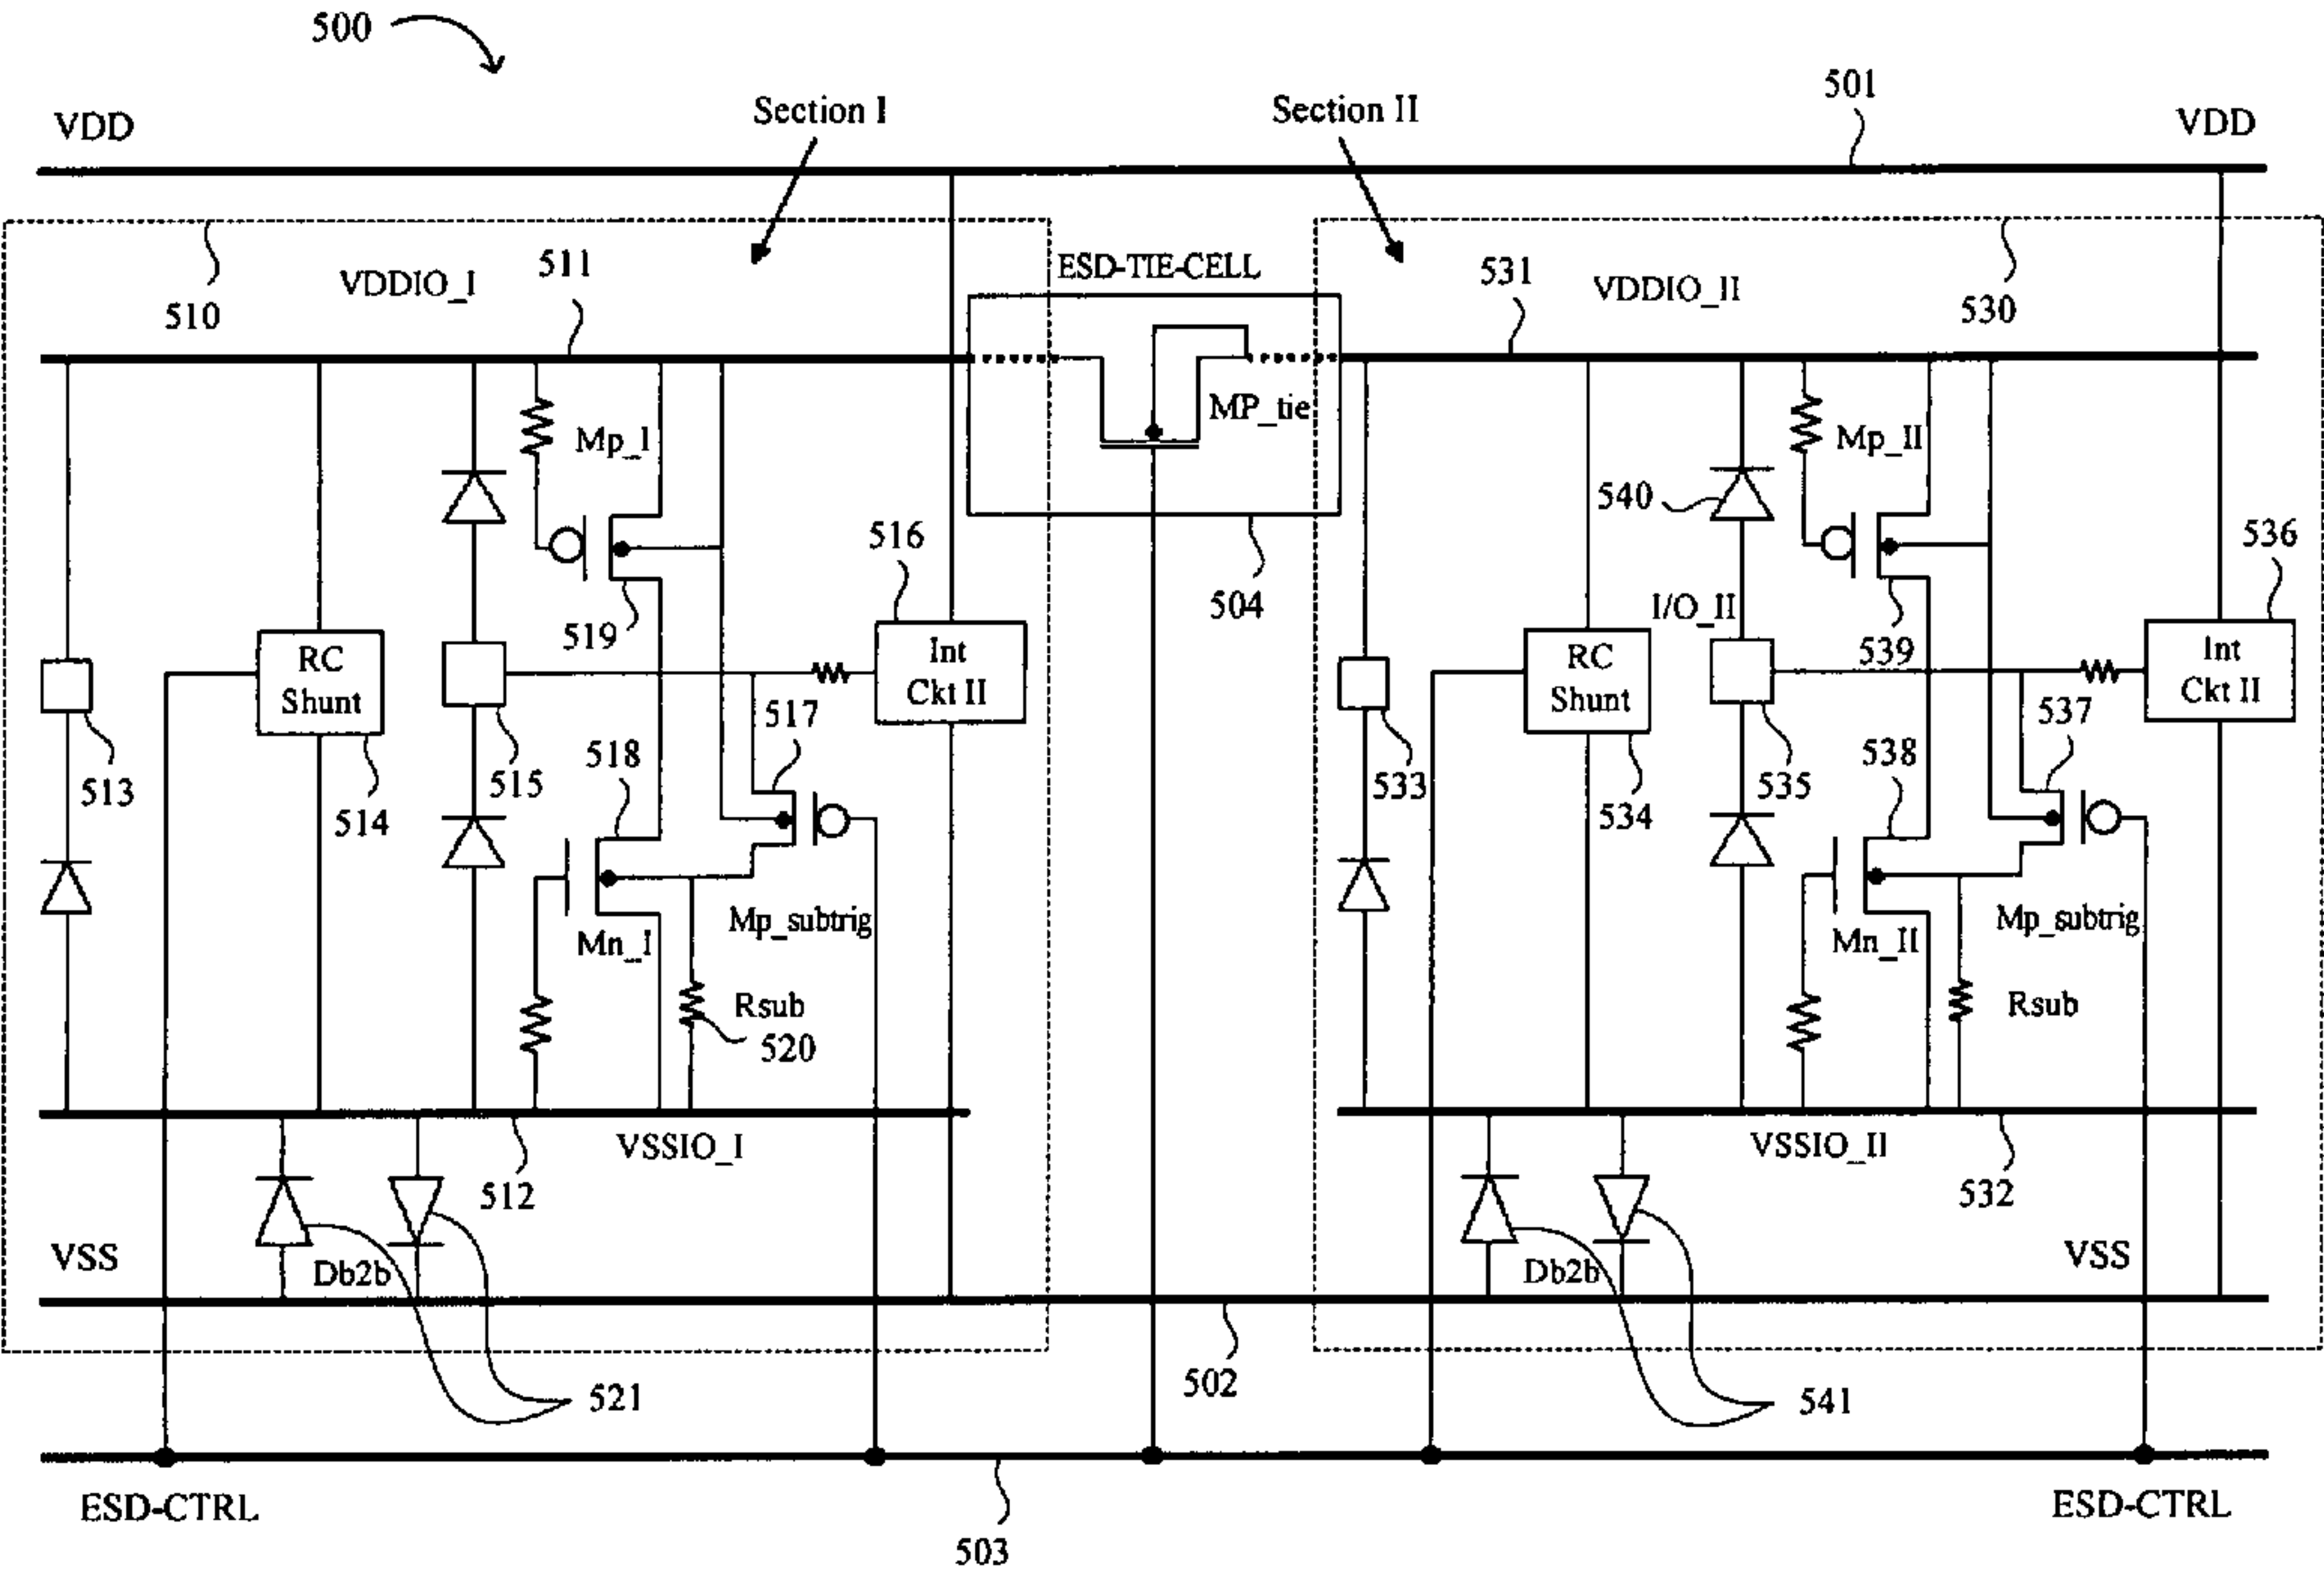 500
VDD
Section I
Section II
501
VDD
510
VDDIO_I
511
ESD-TIE-CELL
531
VDDIO_II
530
MP_tie
Mp_I
Mp_II
540
516
536
504
I/O_II
519
539
RC
Shunt
Int
Ckt II
RC
Shunt
Int
Ckt II
513
514
515
518
517
533
534
535
538
537
Mn_I
Mp_subtrig
Mn_II
Mp_subtrig
Rsub
520
Rsub
VSSIO_I
512
VSSIO_II
532
VSS
Db2b
Db2b
VSS
521
502
541
ESD-CTRL
503
ESD-CTRL